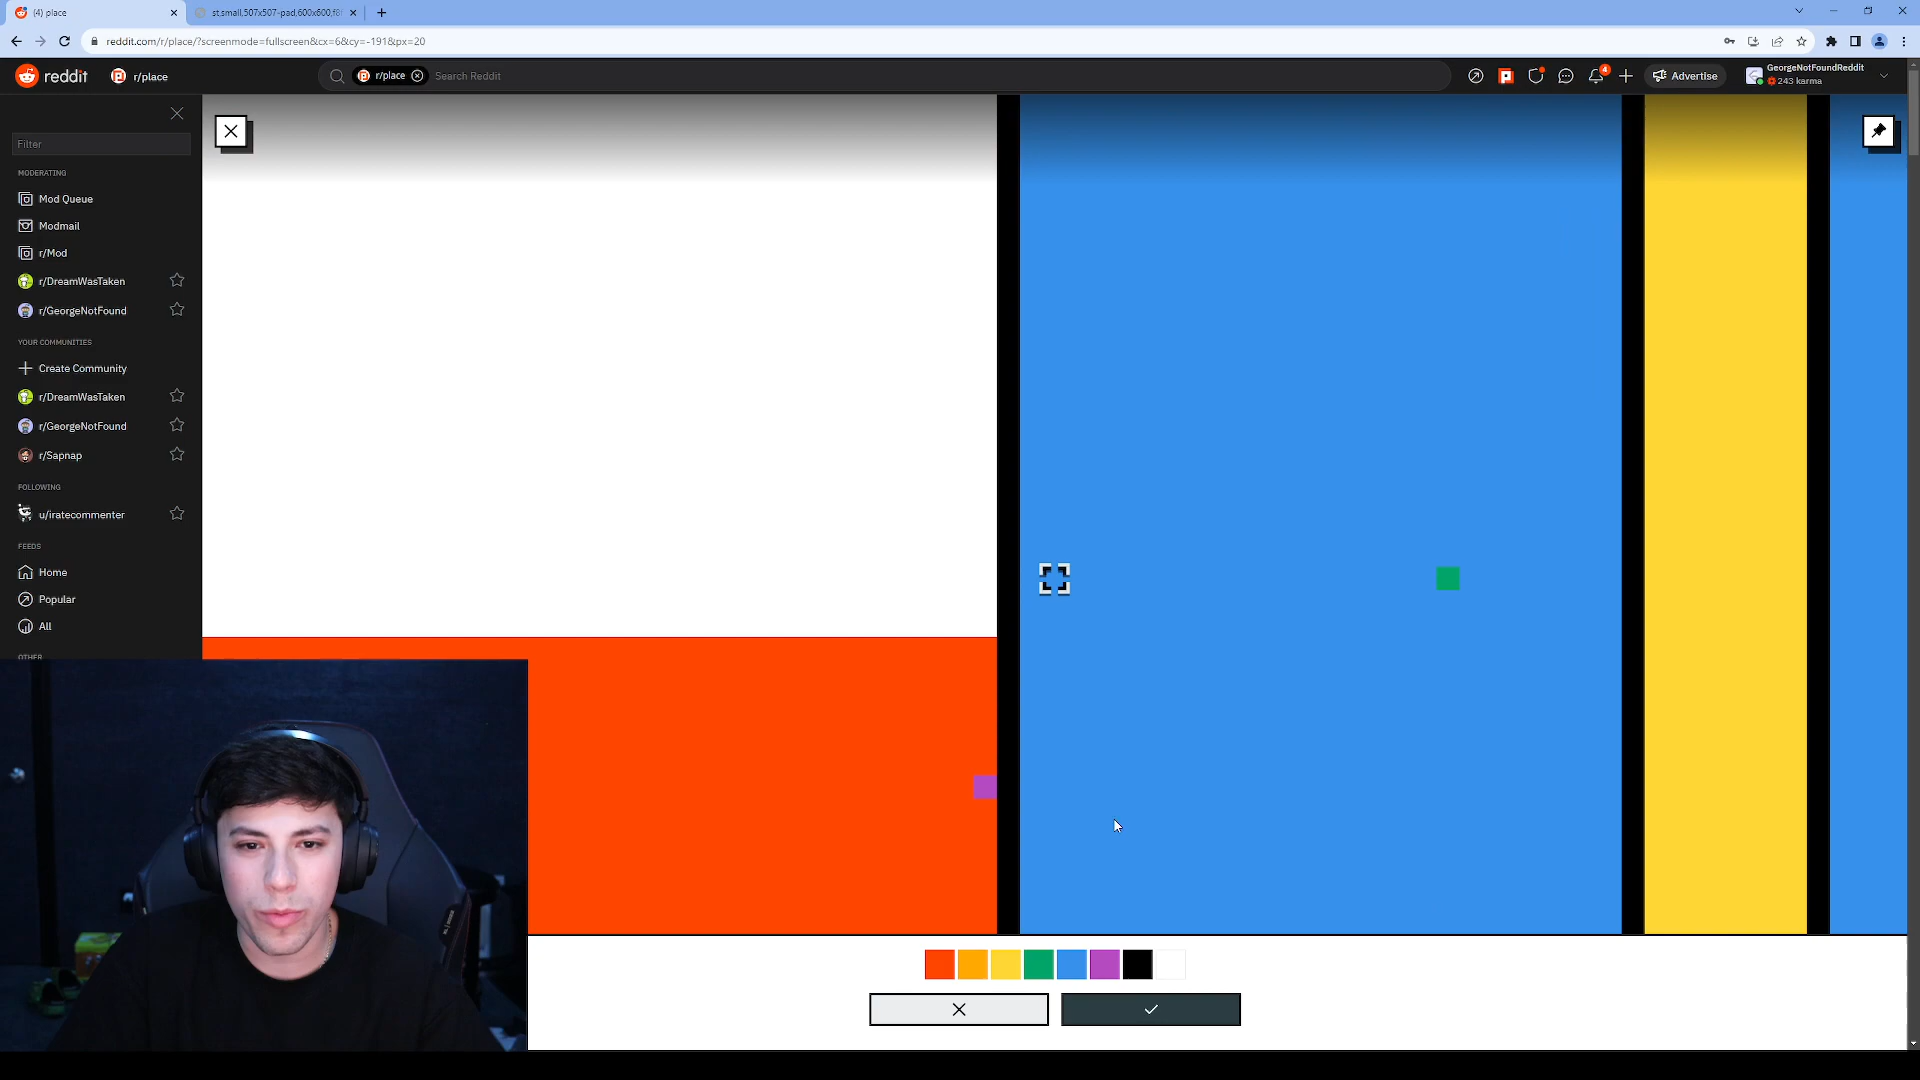 (4) place
st,small,507x507-pad,600x600,f8f
reddit.com/r/place/?screenmode=fullscreen&cx=6&cy=-191&px=20
reddit
r/place
r/place
Search Reddit
4
Advertise
GeorgeNotFoundReddit
243 karma
Filter
MODERATING
Mod Queue
Modmail
r/Mod
r/DreamWasTaken
r/GeorgeNotFound
YOUR COMMUNITIES
Create Community
r/DreamWasTaken
r/GeorgeNotFound
r/Sapnap
FOLLOWING
u/iratecommenter
FEEDS
Home
Popular
All
OTHER